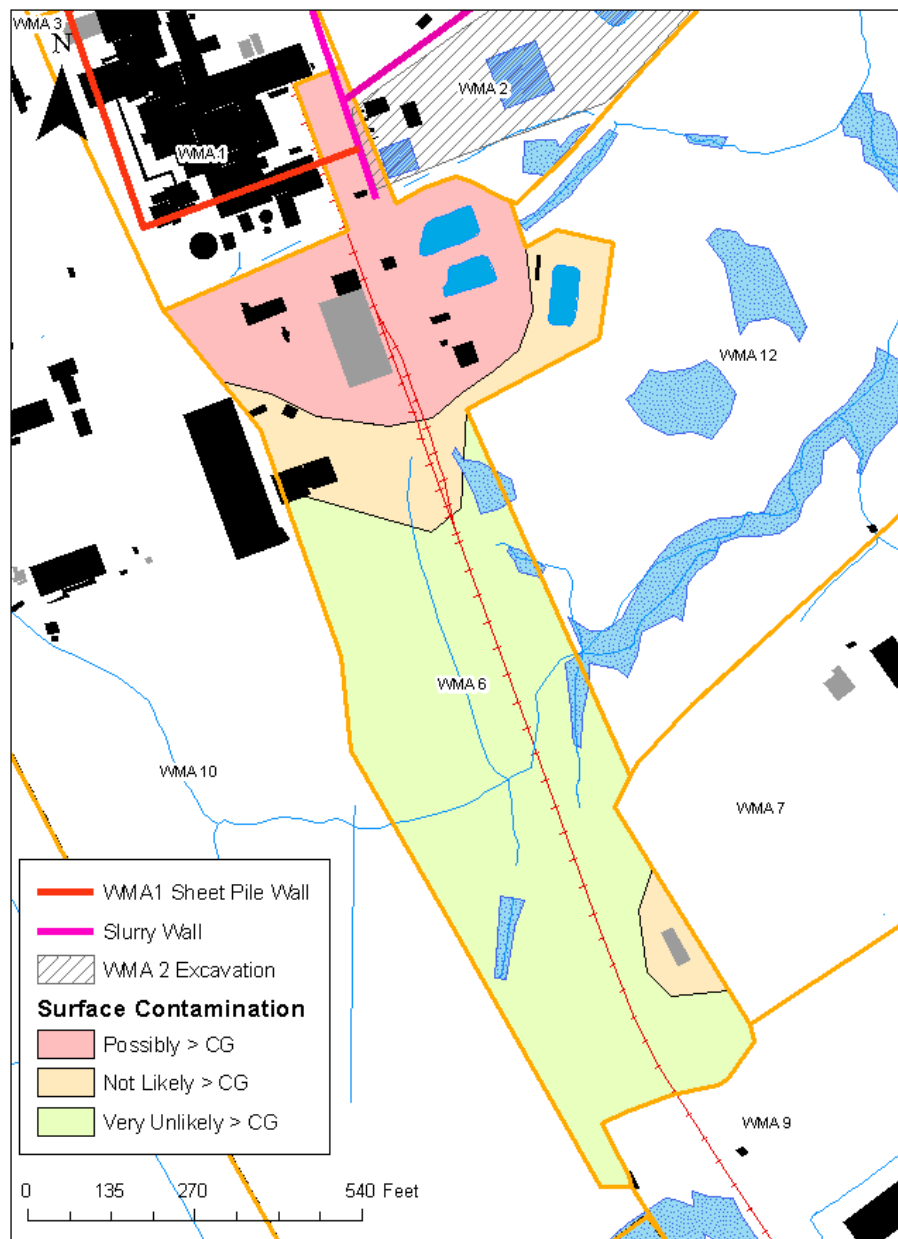 WMA 3
N
WMA 2
WMA 1
WMA 12
WMA 6
WMA 10
WMA 7
WMA1 Sheet Pile Wall
Slurry Wall
WMA 2 Excavation
Surface Contamination
Possibly > CG
Not Likely > CG
Very Unlikely > CG
WMA 9
0 135 270 540 Feet